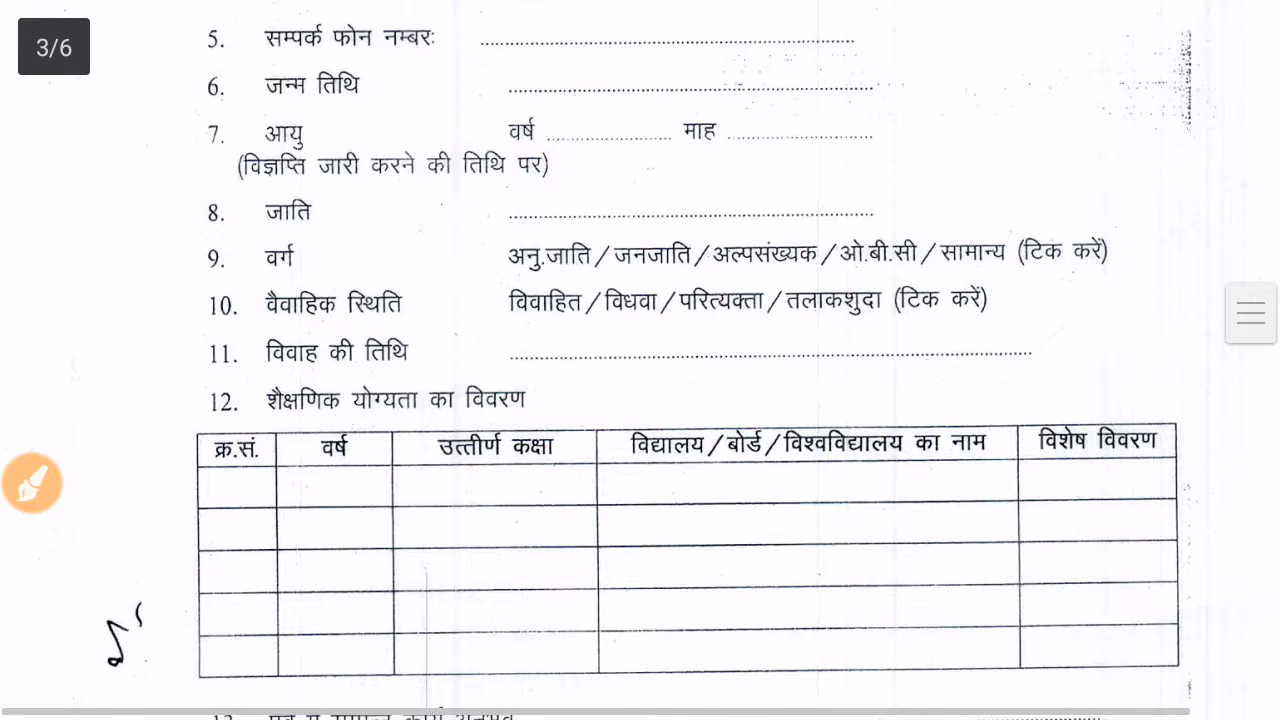 3/6
5. सम्पर्क फोन नम्बरः ........................................
6. जन्म तिथि ........................................
7. आयु वर्ष .................... माह ....................
(विज्ञप्ति जारी करने की तिथि पर)
8. जाति ........................................
9. वर्ग अनु.जाति/जनजाति/अल्पसंख्यक/ओ.बी.सी/सामान्य (टिक करें)
10. वैवाहिक स्थिति विवाहित/विधवा/परित्यक्ता/तलाकशुदा (टिक करें)
11. विवाह की तिथि ........................................
12. शैक्षणिक योग्यता का विवरण
क्र.सं. वर्ष उत्तीर्ण कक्षा विद्यालय/बोर्ड/विश्वविद्यालय का नाम विशेष विवरण